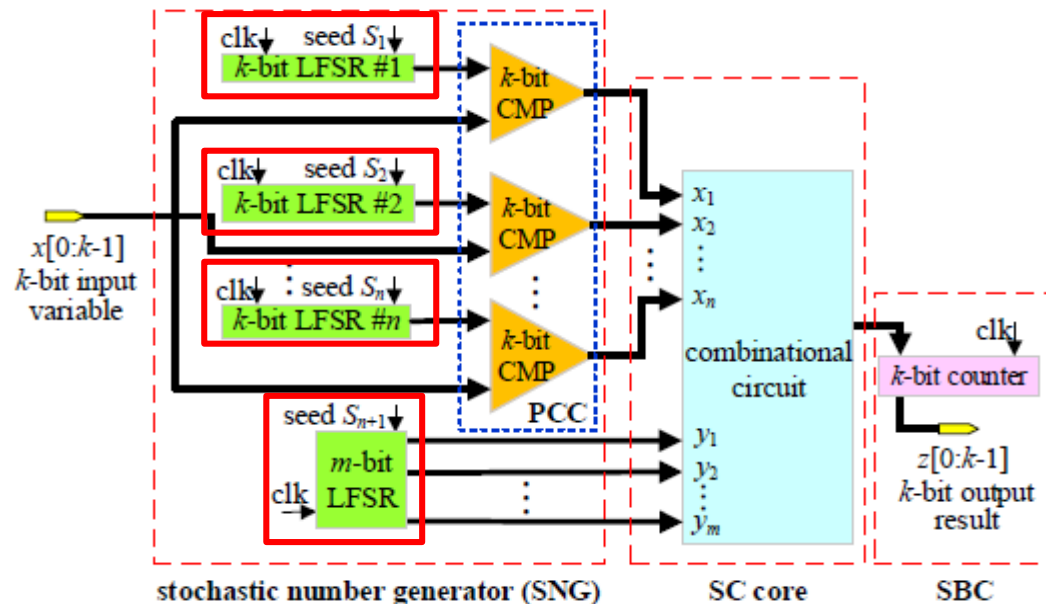 clk seed S1
k-bit LFSR #1
k-bit
CMP
clk seed S2
k-bit LFSR #2
k-bit
CMP
x[0:k-1]
k-bit input
variable
⋮
clk seed Sn
k-bit LFSR #n
⋮
k-bit
CMP
PCC
seed Sn+1
m-bit
LFSR
clk
⋮
x1
x2
⋮
⋮
xn
combinational
circuit
y1
y2
⋮
ym
clk
k-bit counter
z[0:k-1]
k-bit output
result
stochastic number generator (SNG) SC core SBC